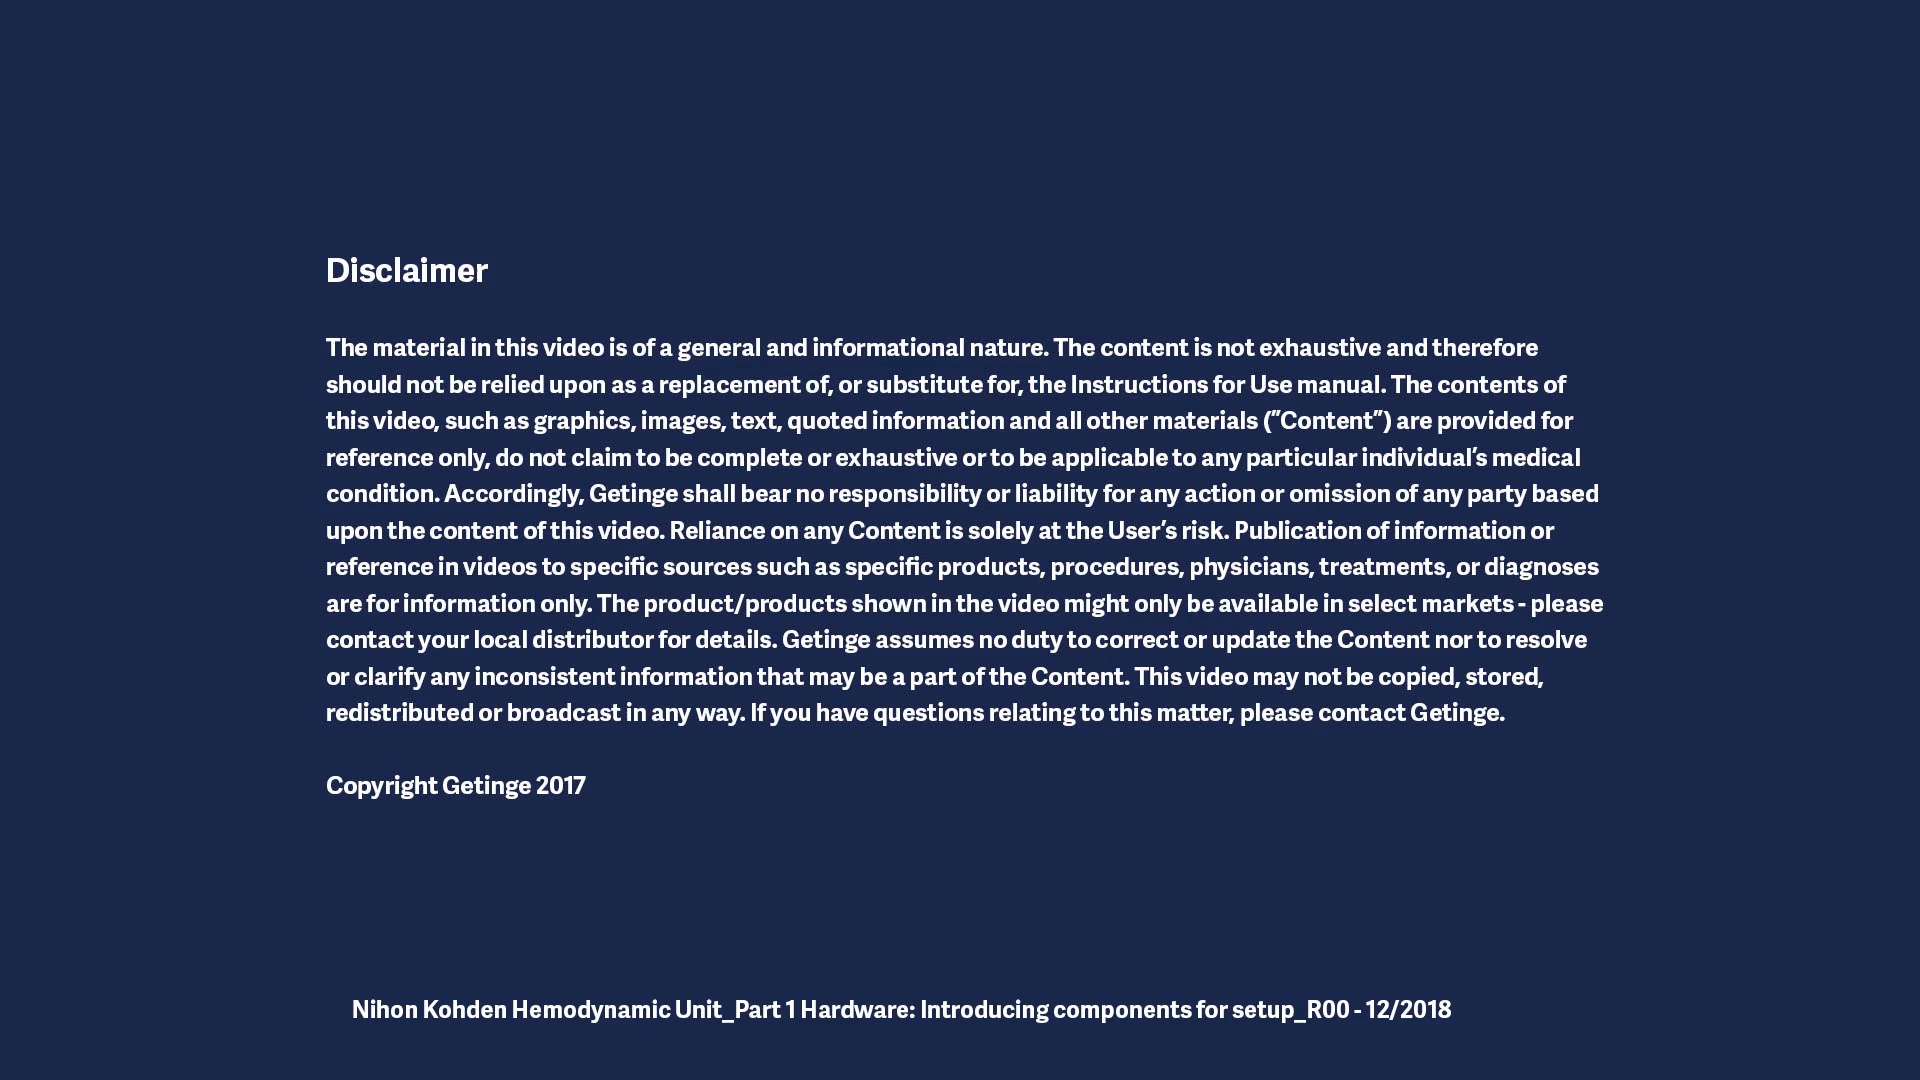 Disclaimer
The material in this video is of a general and informational nature. The content is not exhaustive and therefore
should not be relied upon as a replacement of, or substitute for, the Instructions for Use manual. The contents of
this video, such as graphics, images, text, quoted information and all other materials (”Content”) are provided for
reference only, do not claim to be complete or exhaustive or to be applicable to any particular individual’s medical
condition. Accordingly, Getinge shall bear no responsibility or liability for any action or omission of any party based
upon the content of this video. Reliance on any Content is solely at the User’s risk. Publication of information or
reference in videos to specific sources such as specific products, procedures, physicians, treatments, or diagnoses
are for information only. The product/products shown in the video might only be available in select markets - please
contact your local distributor for details. Getinge assumes no duty to correct or update the Content nor to resolve
or clarify any inconsistent information that may be a part of the Content. This video may not be copied, stored,
redistributed or broadcast in any way. If you have questions relating to this matter, please contact Getinge.
Copyright Getinge 2017
Nihon Kohden Hemodynamic Unit_Part 1 Hardware: Introducing components for setup_R00 - 12/2018